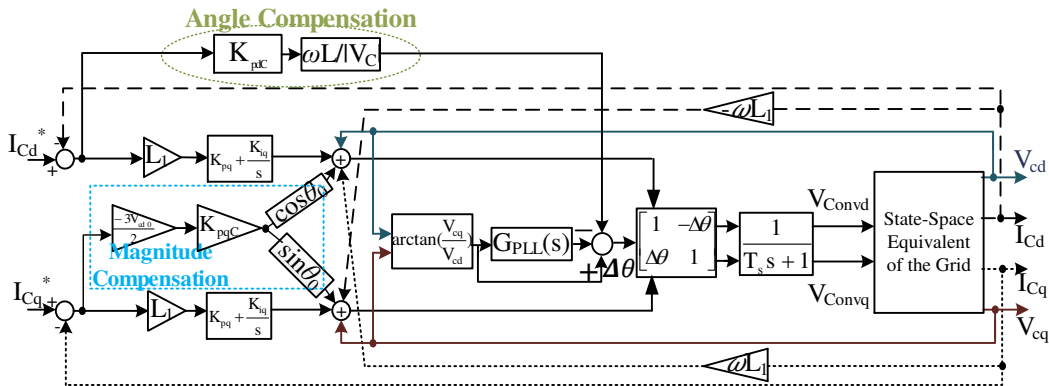 Angle Compensation
K_pdC
ωL/|V_C|
-ωL_1
I_Cd*
-
+
L_1
K_pq + K_iq/s
+
cosθ_0
V_cd
-3V_al0/2
K_pqC
Magnitude
Compensation
sinθ_0
arctan(V_cq/V_cd)
G_PLL(s)
−
+
Δθ
1 -Δθ
Δθ 1
V_Convd
1/(T_s s + 1)
V_Convq
State-Space
Equivalent
of the Grid
I_Cd
I_Cq
I_Cq*
+
-
L_1
K_pq + K_iq/s
+
V_cq
ωL_1